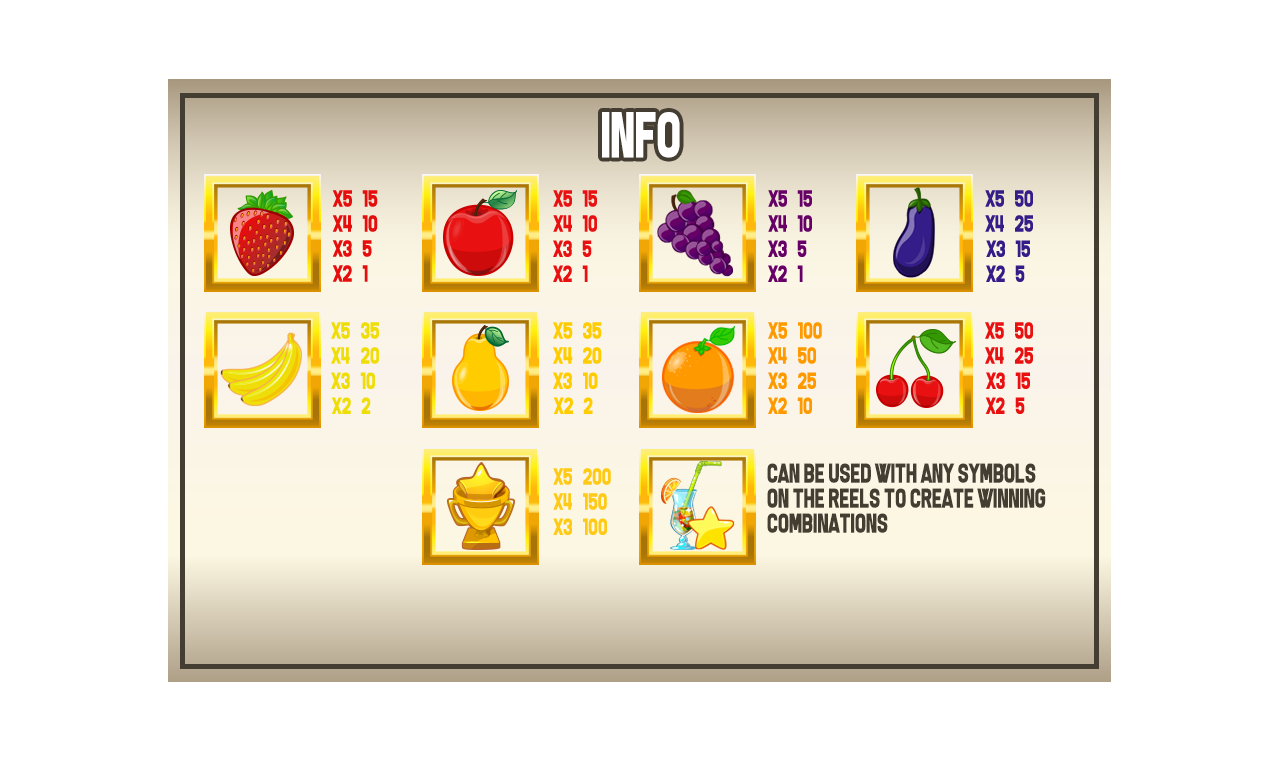 INFO
X5 15
X4 10
X3 5
X2 1
X5 15
X4 10
X3 5
X2 1
X5 15
X4 10
X3 5
X2 1
X5 50
X4 25
X3 15
X2 5
X5 35
X4 20
X3 10
X2 2
X5 35
X4 20
X3 10
X2 2
X5 100
X4 50
X3 25
X2 10
X5 50
X4 25
X3 15
X2 5
X5 200
X4 150
X3 100
CAN BE USED WITH ANY SYMBOLS
ON THE REELS TO CREATE WINNING
COMBINATIONS